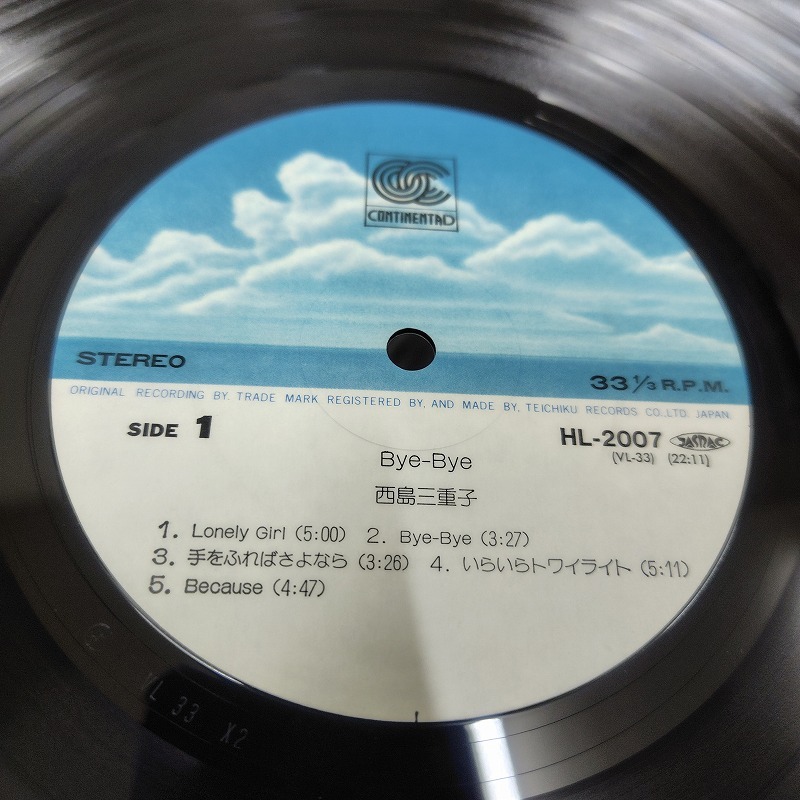 CONTINENTAL
STEREO
33 1/3 R.P.M.
ORIGINAL RECORDING BY, TRADE MARK REGISTERED BY, AND MADE BY, TEICHIKU RECORDS CO., LTD. JAPAN
SIDE 1
HL-2007 JASRAC
(VL-33) (22:11)
Bye-Bye
西島三重子
1. Lonely Girl (5:00) 2. Bye-Bye (3:27)
3. 手をふればさよなら (3:26) 4. いらいらトワイライト (5:11)
5. Because (4:47)
VL 33 X2